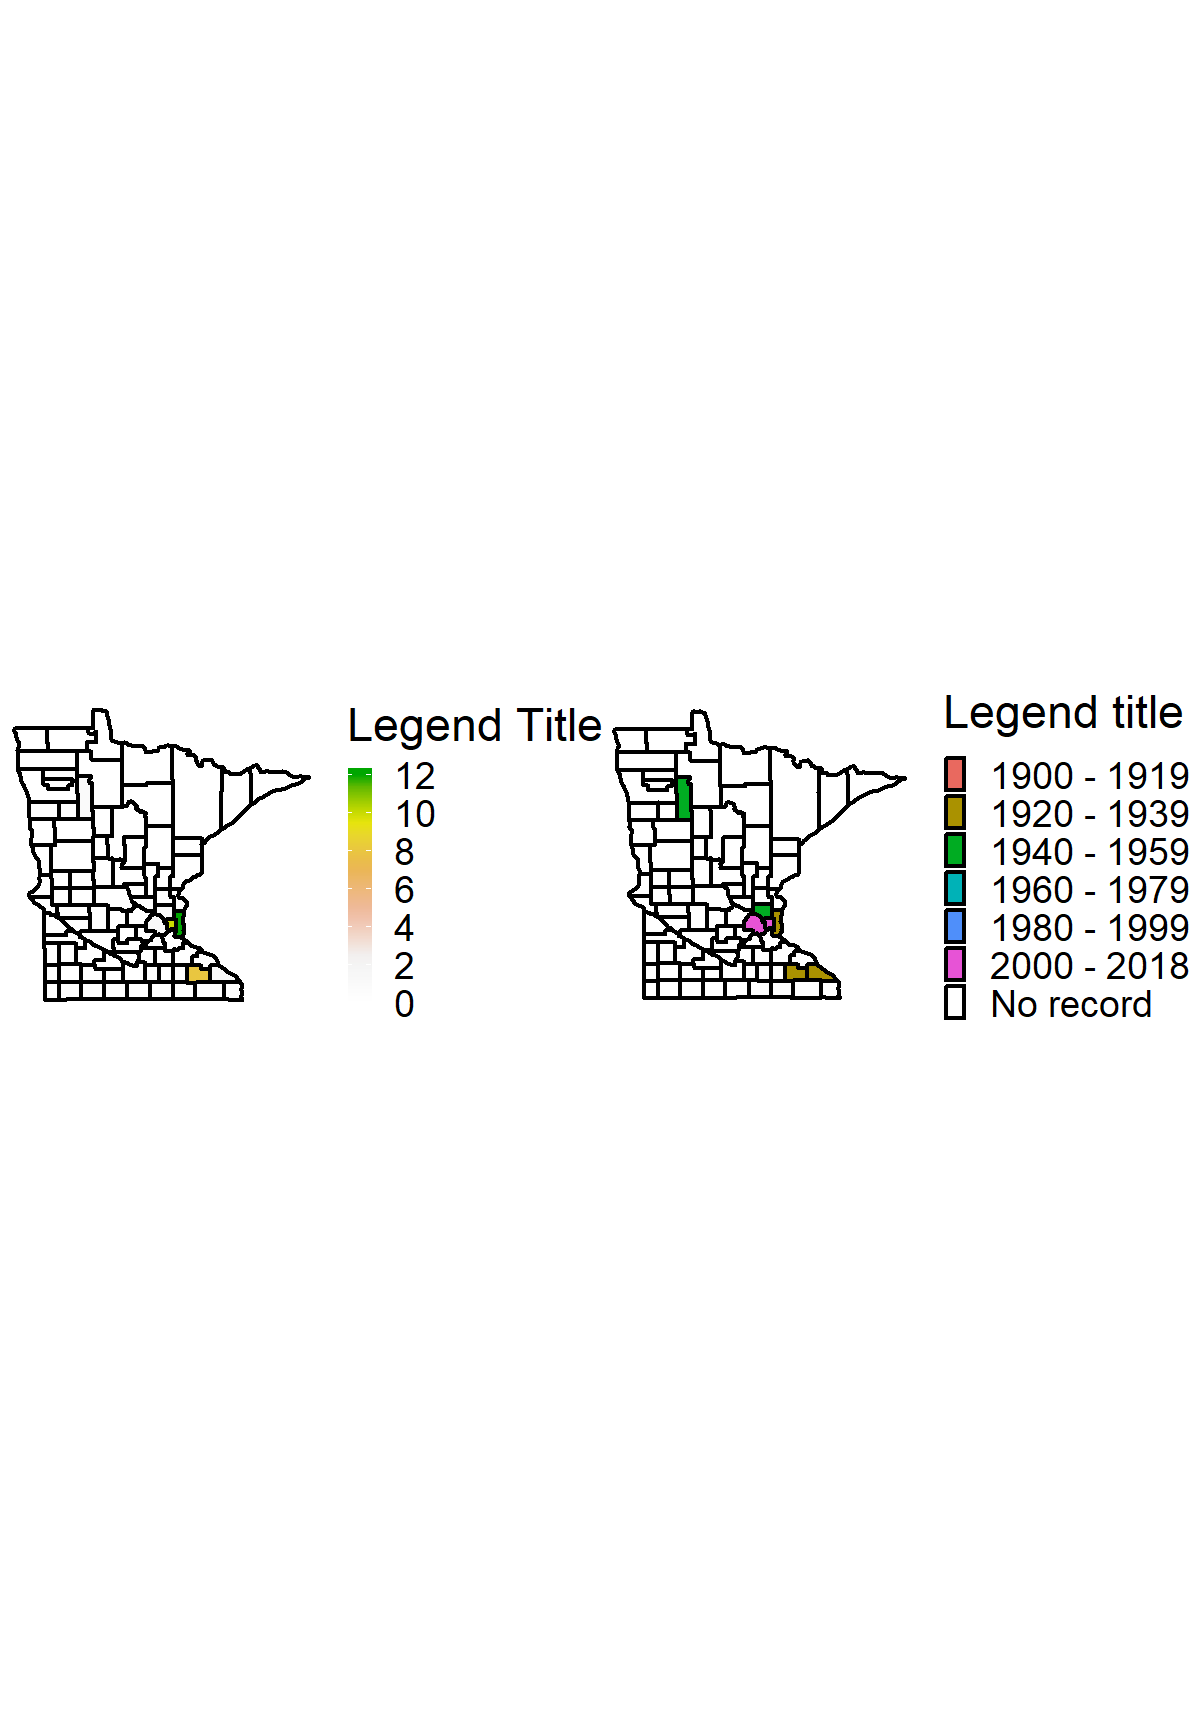 Legend Title
12
10
8
6
4
2
0
Legend title
1900 - 1919
1920 - 1939
1940 - 1959
1960 - 1979
1980 - 1999
2000 - 2018
No record